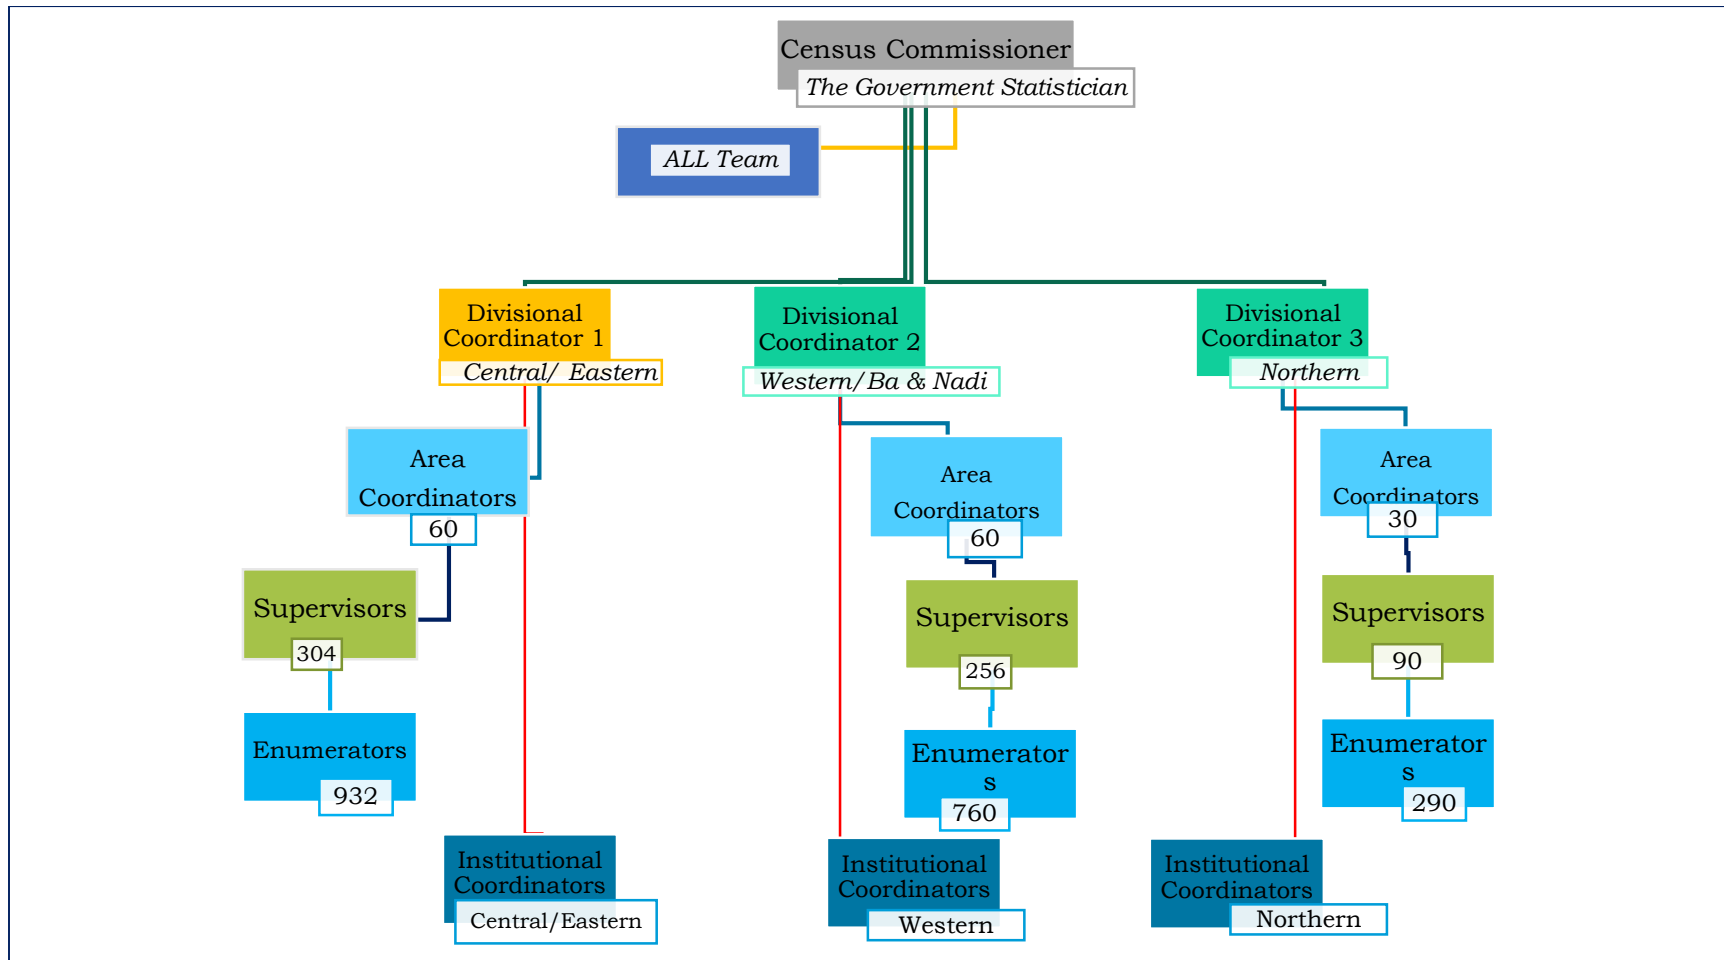 Census Commissioner
The Government Statistician
ALL Team
Divisional
Coordinator 1
Central/ Eastern
Divisional
Coordinator 2
Western/Ba & Nadi
Divisional
Coordinator 3
Northern
Area
Coordinators
60
Area
Coordinators
60
Area
Coordinators
30
Supervisors
304
Supervisors
256
Supervisors
90
Enumerators
932
Enumerator
s
760
Enumerator
s
290
Institutional
Coordinators
Central/Eastern
Institutional
Coordinators
Western
Institutional
Coordinators
Northern